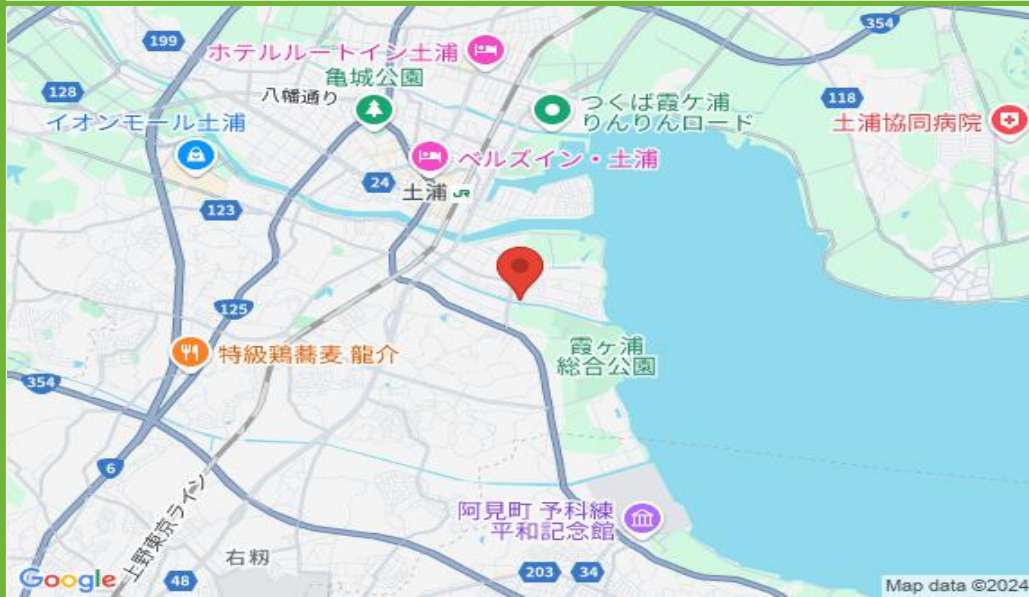 199
354
ホテルルートイン土浦
亀城公園
128
八幡通り
118
つくば霞ケ浦
りんりんロード
イオンモール土浦
土浦協同病院
ベルズイン・土浦
24
土浦 JR
123
125
霞ヶ浦
総合公園
特級鶏蕎麦 龍介
354
6
上野東京ライン
阿見町 予科練
平和記念館
右籾
203
34
48
Google
Map data ©2024